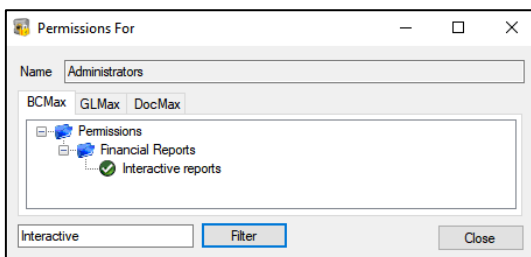 Permissions For
Name Administrators
BCMax GLMax DocMax
Permissions
Financial Reports
Interactive reports
Interactive Filter Close